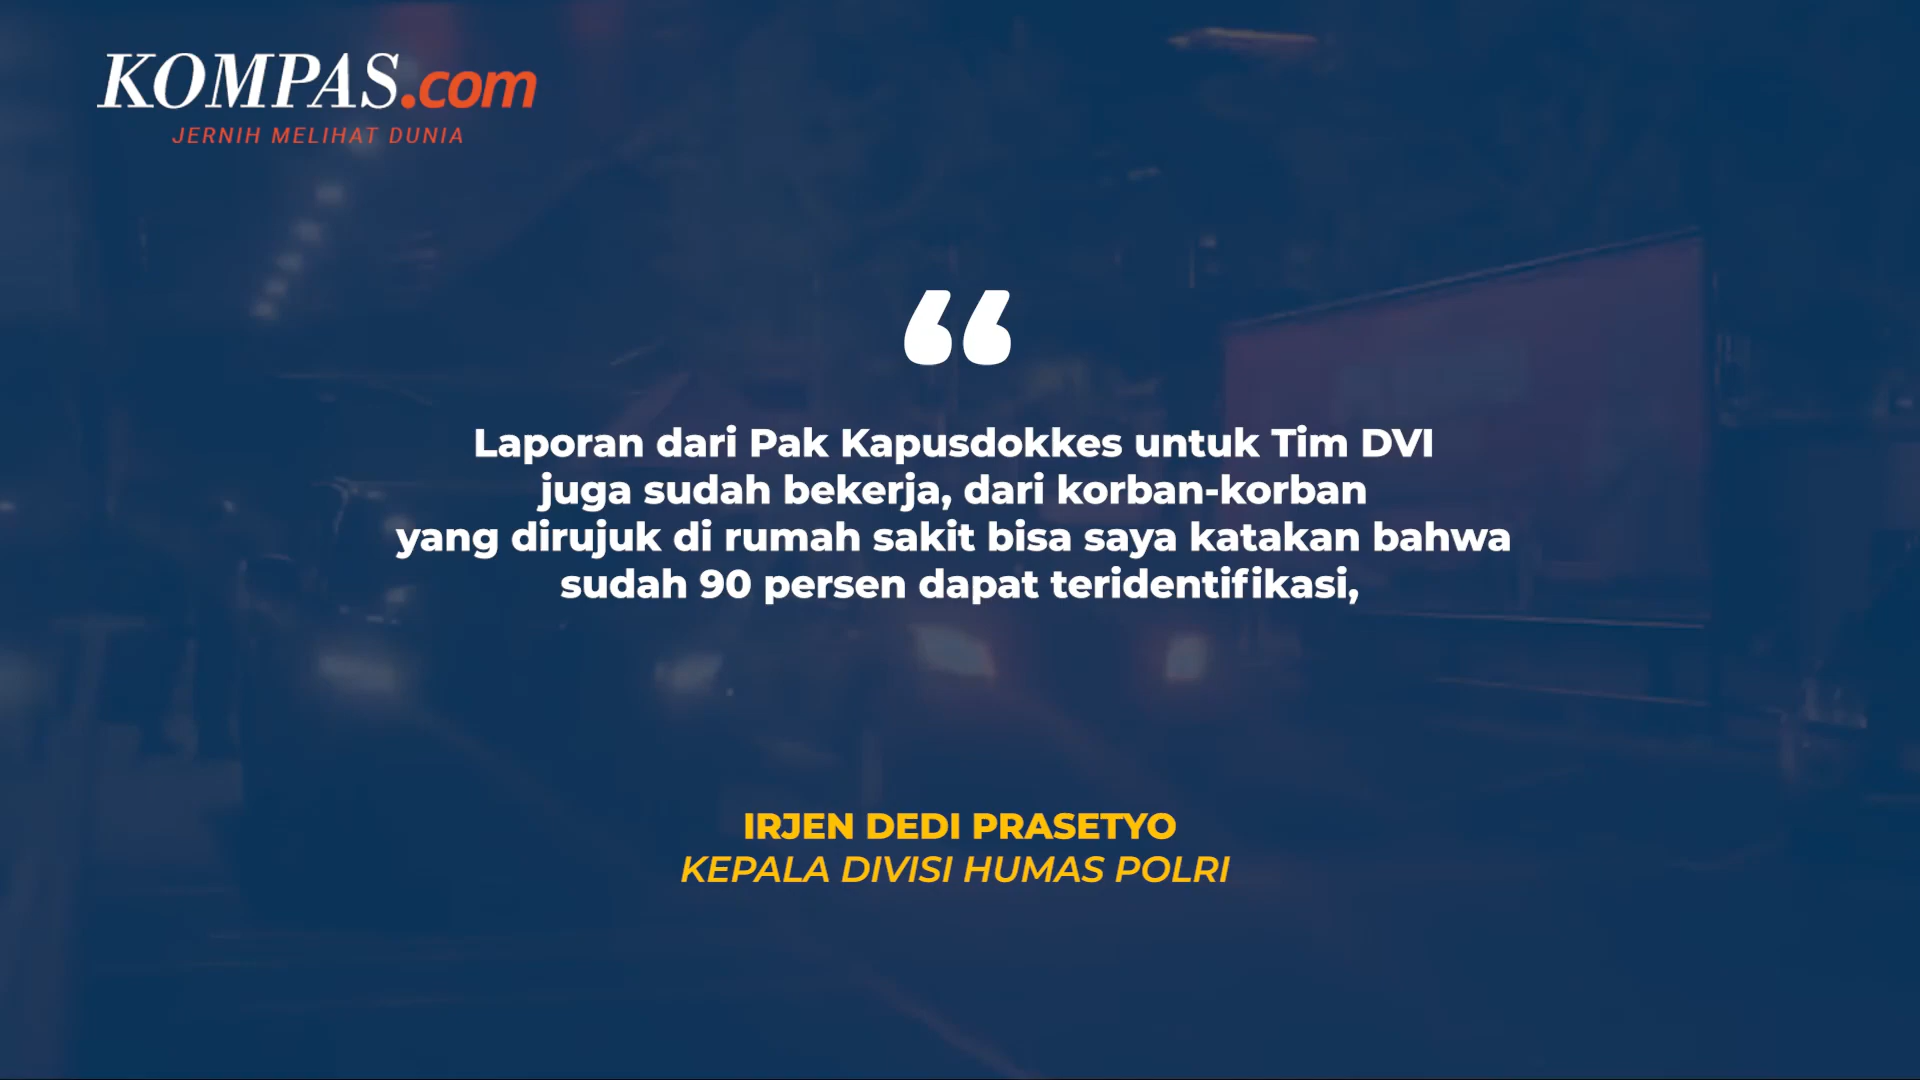 KOMPAS.com
JERNIH MELIHAT DUNIA
“
Laporan dari Pak Kapusdokkes untuk Tim DVI
juga sudah bekerja, dari korban-korban
yang dirujuk di rumah sakit bisa saya katakan bahwa
sudah 90 persen dapat teridentifikasi,
IRJEN DEDI PRASETYO
KEPALA DIVISI HUMAS POLRI